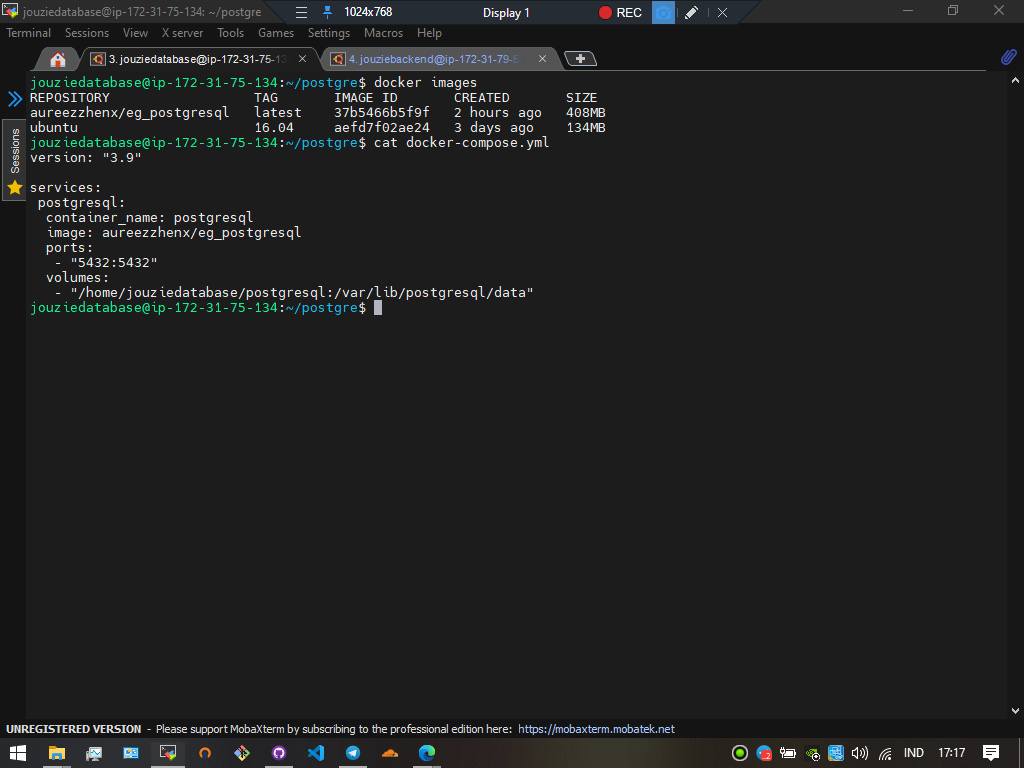 jouziedatabase@ip-172-31-75-134: ~/postgre
1024x768
Display 1
REC
Terminal Sessions View X server Tools Games Settings Macros Help
3. jouziedatabase@ip-172-31-75-13
4. jouziebackend@ip-172-31-79-8
Sessions
jouziedatabase@ip-172-31-75-134:~/postgre$ docker images
REPOSITORY TAG IMAGE ID CREATED SIZE
aureezzhenx/eg_postgresql latest 37b5466b5f9f 2 hours ago 408MB
ubuntu 16.04 aefd7f02ae24 3 days ago 134MB
jouziedatabase@ip-172-31-75-134:~/postgre$ cat docker-compose.yml
version: "3.9"
services:
postgresql:
container_name: postgresql
image: aureezzhenx/eg_postgresql
ports:
- "5432:5432"
volumes:
- "/home/jouziedatabase/postgresql:/var/lib/postgresql/data"
jouziedatabase@ip-172-31-75-134:~/postgre$
UNREGISTERED VERSION - Please support MobaXterm by subscribing to the professional edition here: https://mobaxterm.mobatek.net
IND 17:17